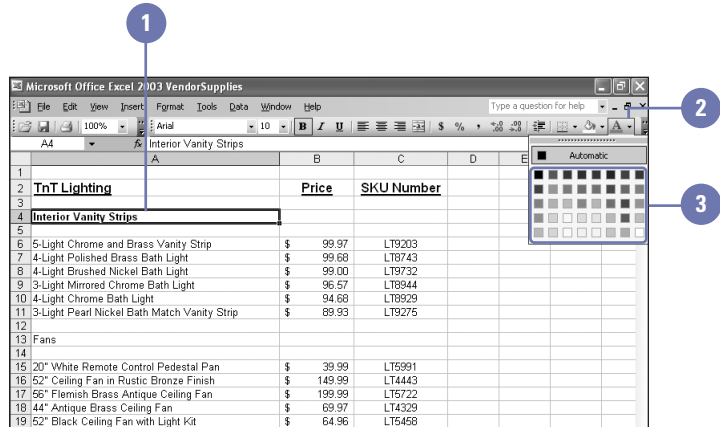 1
Microsoft Office Excel 2003 VendorSupplies
File Edit View Insert Format Tools Data Window Help Type a question for help
2
100% Arial 10 B I U $ % , A
A4 fx Interior Vanity Strips
Automatic
A B C D E
1
2 TnT Lighting Price SKU Number
3
3
4 Interior Vanity Strips
5
6 5-Light Chrome and Brass Vanity Strip $ 99.97 LT9203
7 4-Light Polished Brass Bath Light $ 99.68 LT8743
8 4-Light Brushed Nickel Bath Light $ 99.00 LT9732
9 3-Light Mirrored Chrome Bath Light $ 96.57 LT8944
10 4-Light Chrome Bath Light $ 94.68 LT8929
11 3-Light Pearl Nickel Bath Match Vanity Strip $ 89.93 LT9275
12
13 Fans
14
15 20" White Remote Control Pedestal Pan $ 39.99 LT5991
16 52" Ceiling Fan in Rustic Bronze Finish $ 149.99 LT4443
17 56" Flemish Brass Antique Ceiling Fan $ 199.99 LT5722
18 44" Antique Brass Ceiling Fan $ 69.97 LT4329
19 52" Black Ceiling Fan with Light Kit $ 64.96 LT5458